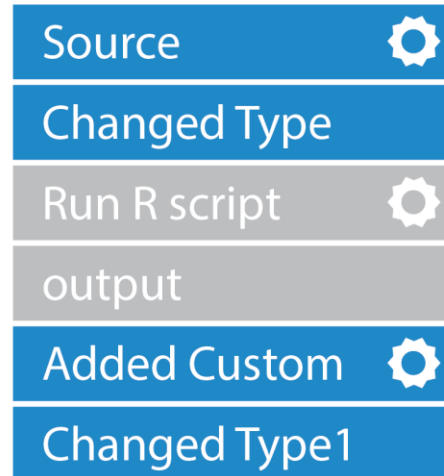 Source
Changed Type
Run R script
output
Added Custom
Changed Type1